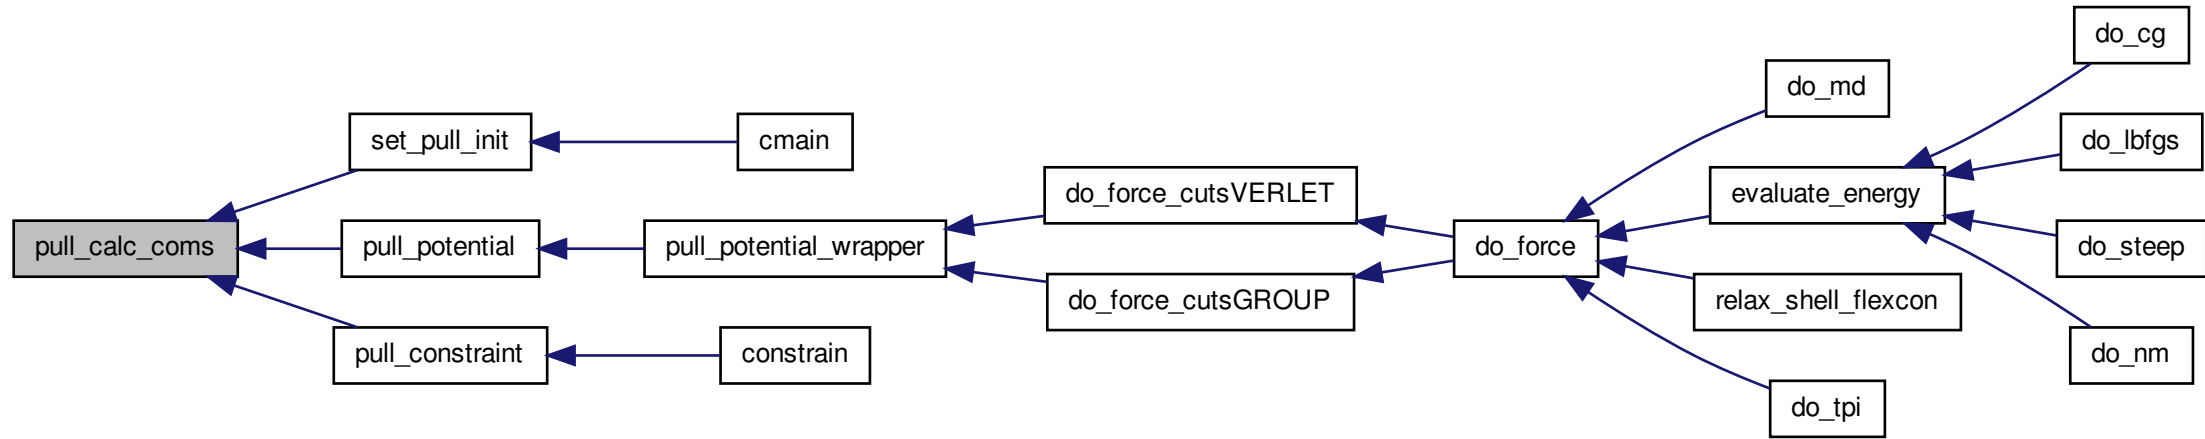 pull_calc_coms
set_pull_init
cmain
pull_potential
pull_potential_wrapper
pull_constraint
constrain
do_force_cutsVERLET
do_force_cutsGROUP
do_force
do_md
evaluate_energy
relax_shell_flexcon
do_tpi
do_cg
do_lbfgs
do_steep
do_nm